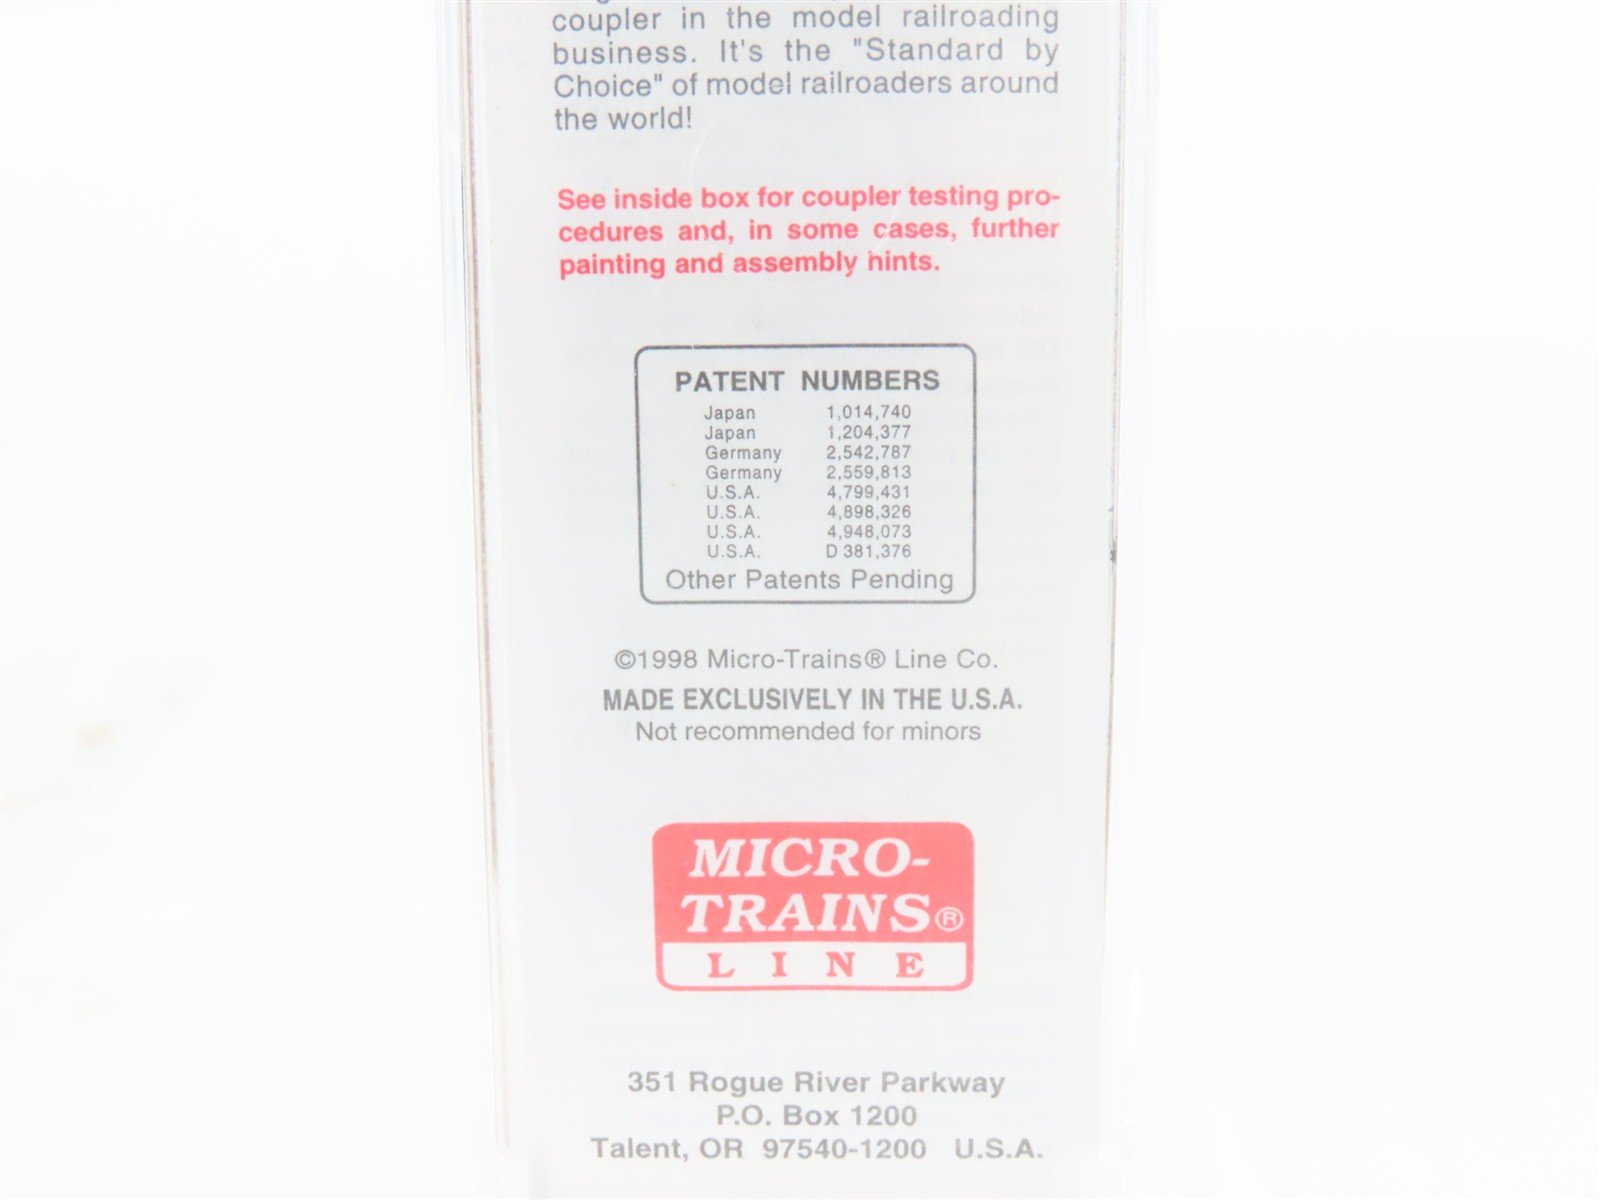 coupler in the model railroading
business. It's the "Standard by
Choice" of model railroaders around
the world!
See inside box for coupler testing pro-
cedures and, in some cases, further
painting and assembly hints.
PATENT NUMBERS
Japan 1,014,740
Japan 1,204,377
Germany 2,542,787
Germany 2,559,813
U.S.A. 4,799,431
U.S.A. 4,898,326
U.S.A. 4,948,073
U.S.A. D 381,376
Other Patents Pending
©1998 Micro-Trains® Line Co.
MADE EXCLUSIVELY IN THE U.S.A.
Not recommended for minors
MICRO-
TRAINS®
LINE
351 Rogue River Parkway
P.O. Box 1200
Talent, OR 97540-1200 U.S.A.